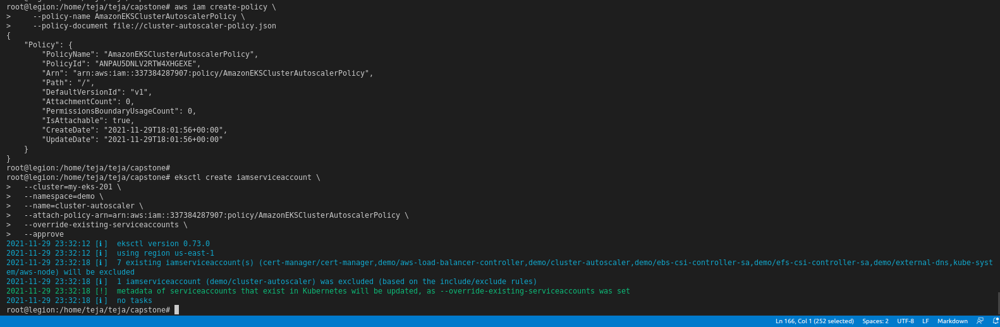 root@legion:/home/teja/teja/capstone# aws iam create-policy \
>     --policy-name AmazonEKSClusterAutoscalerPolicy \
>     --policy-document file://cluster-autoscaler-policy.json
{
    "Policy": {
        "PolicyName": "AmazonEKSClusterAutoscalerPolicy",
        "PolicyId": "ANPAU5DNLV2RTW4XHGEXE",
        "Arn": "arn:aws:iam::337384287907:policy/AmazonEKSClusterAutoscalerPolicy",
        "Path": "/",
        "DefaultVersionId": "v1",
        "AttachmentCount": 0,
        "PermissionsBoundaryUsageCount": 0,
        "IsAttachable": true,
        "CreateDate": "2021-11-29T18:01:56+00:00",
        "UpdateDate": "2021-11-29T18:01:56+00:00"
    }
}
root@legion:/home/teja/teja/capstone#
root@legion:/home/teja/teja/capstone# eksctl create iamserviceaccount \
>   --cluster=my-eks-201 \
>   --namespace=demo \
>   --name=cluster-autoscaler \
>   --attach-policy-arn=arn:aws:iam::337384287907:policy/AmazonEKSClusterAutoscalerPolicy \
>   --override-existing-serviceaccounts \
>   --approve
2021-11-29 23:32:12 [ℹ]  eksctl version 0.73.0
2021-11-29 23:32:12 [ℹ]  using region us-east-1
2021-11-29 23:32:18 [ℹ]  7 existing iamserviceaccount(s) (cert-manager/cert-manager,demo/aws-load-balancer-controller,demo/cluster-autoscaler,demo/ebs-csi-controller-sa,demo/efs-csi-controller-sa,demo/external-dns,kube-syst
em/aws-node) will be excluded
2021-11-29 23:32:18 [ℹ]  1 iamserviceaccount (demo/cluster-autoscaler) was excluded (based on the include/exclude rules)
2021-11-29 23:32:18 [!]  metadata of serviceaccounts that exist in Kubernetes will be updated, as --override-existing-serviceaccounts was set
2021-11-29 23:32:18 [ℹ]  no tasks
root@legion:/home/teja/teja/capstone#
Ln 166, Col 1 (252 selected) Spaces: 2 UTF-8 LF Markdown